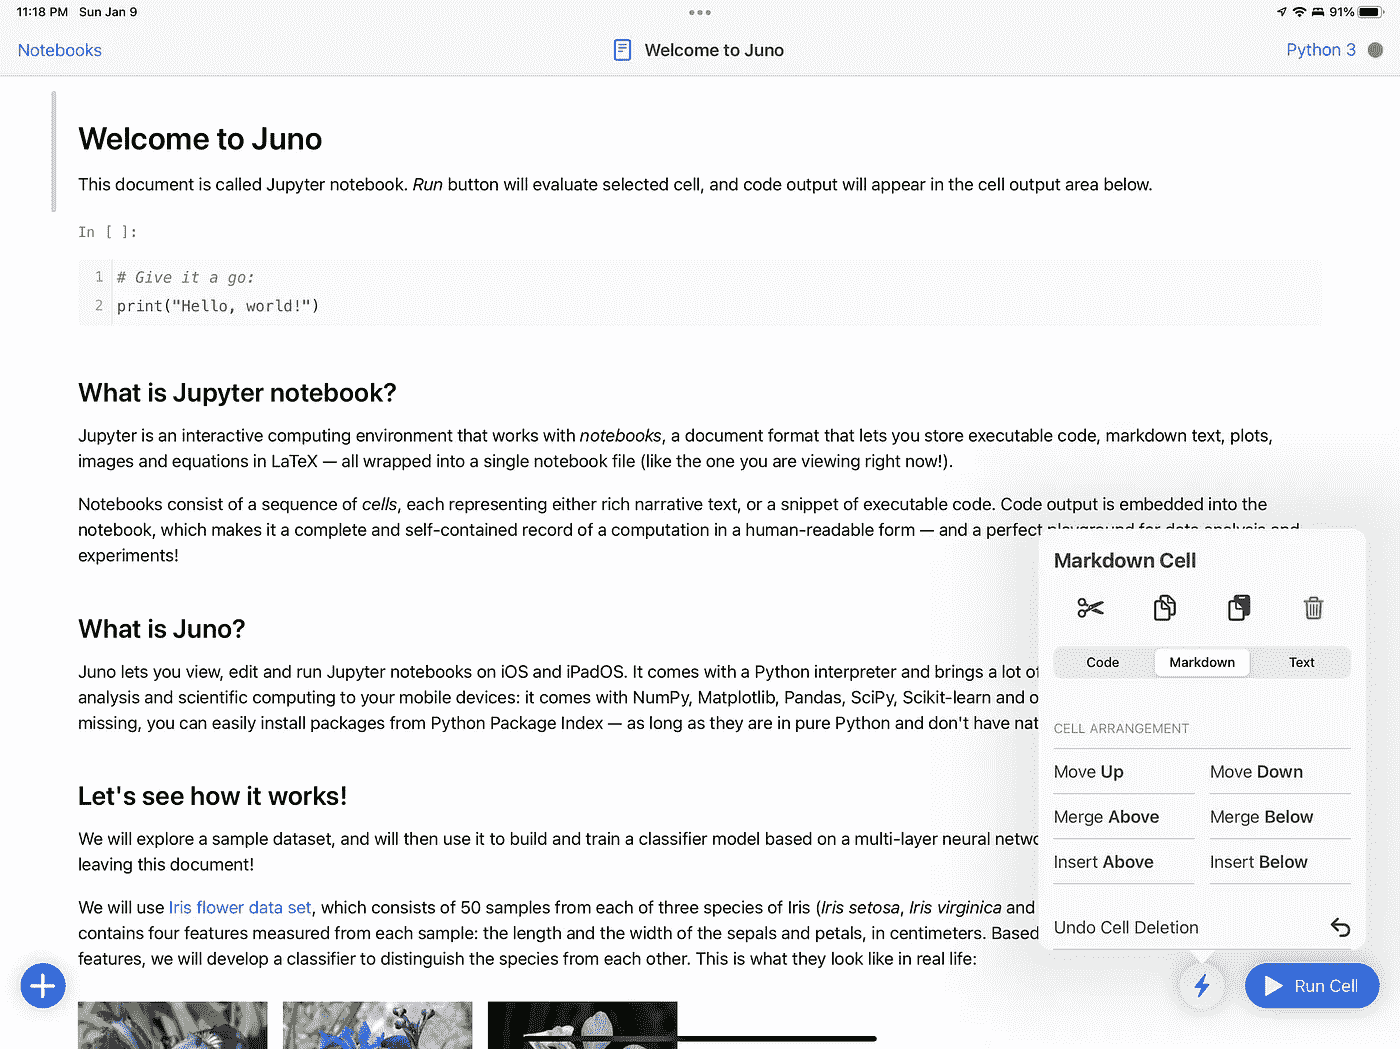 11:18 PM Sun Jan 9
91%
Notebooks
Welcome to Juno
Python 3
Welcome to Juno
This document is called Jupyter notebook. Run button will evaluate selected cell, and code output will appear in the cell output area below.
In [ ]:
1 # Give it a go:
2 print("Hello, world!")
What is Jupyter notebook?
Jupyter is an interactive computing environment that works with notebooks, a document format that lets you store executable code, markdown text, plots,
images and equations in LaTeX — all wrapped into a single notebook file (like the one you are viewing right now!).
Notebooks consist of a sequence of cells, each representing either rich narrative text, or a snippet of executable code. Code output is embedded into the
notebook, which makes it a complete and self-contained record of a computation in a human-readable form — and a perfect playground for data analysis and
experiments!
What is Juno?
Juno lets you view, edit and run Jupyter notebooks on iOS and iPadOS. It comes with a Python interpreter and brings a lot of
analysis and scientific computing to your mobile devices: it comes with NumPy, Matplotlib, Pandas, SciPy, Scikit-learn and
missing, you can easily install packages from Python Package Index — as long as they are in pure Python and don't have
Let's see how it works!
We will explore a sample dataset, and will then use it to build and train a classifier model based on a multi-layer neural
leaving this document!
We will use Iris flower data set, which consists of 50 samples from each of three species of Iris (Iris setosa, Iris virginica and
contains four features measured from each sample: the length and the width of the sepals and petals, in centimeters. Based
features, we will develop a classifier to distinguish the species from each other. This is what they look like in real life:
Markdown Cell
Code Markdown Text
CELL ARRANGEMENT
Move Up Move Down
Merge Above Merge Below
Insert Above Insert Below
Undo Cell Deletion
Run Cell